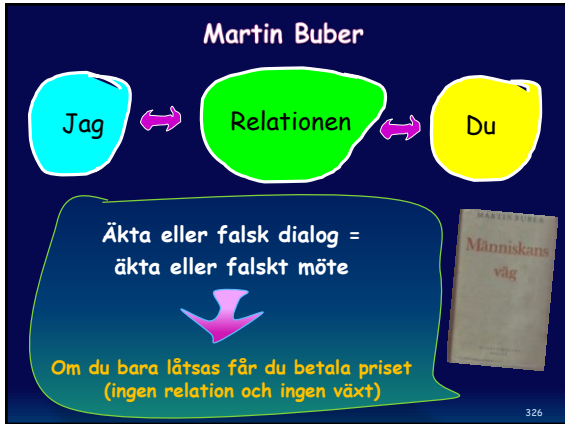 Martin Buber
Jag
Relationen
Du
Äkta eller falsk dialog =
äkta eller falskt möte
MARTIN BUBER
Människans
väg
Om du bara låtsas får du betala priset
(ingen relation och ingen växt)
326